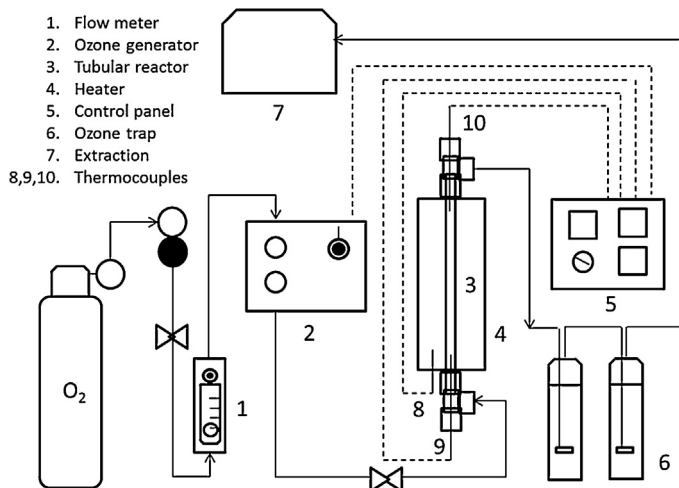 1. Flow meter
2. Ozone generator
3. Tubular reactor
4. Heater
5. Control panel
6. Ozone trap
7. Extraction
8,9,10. Thermocouples
7
10
3
4
5
2
O₂
1
8
9
6